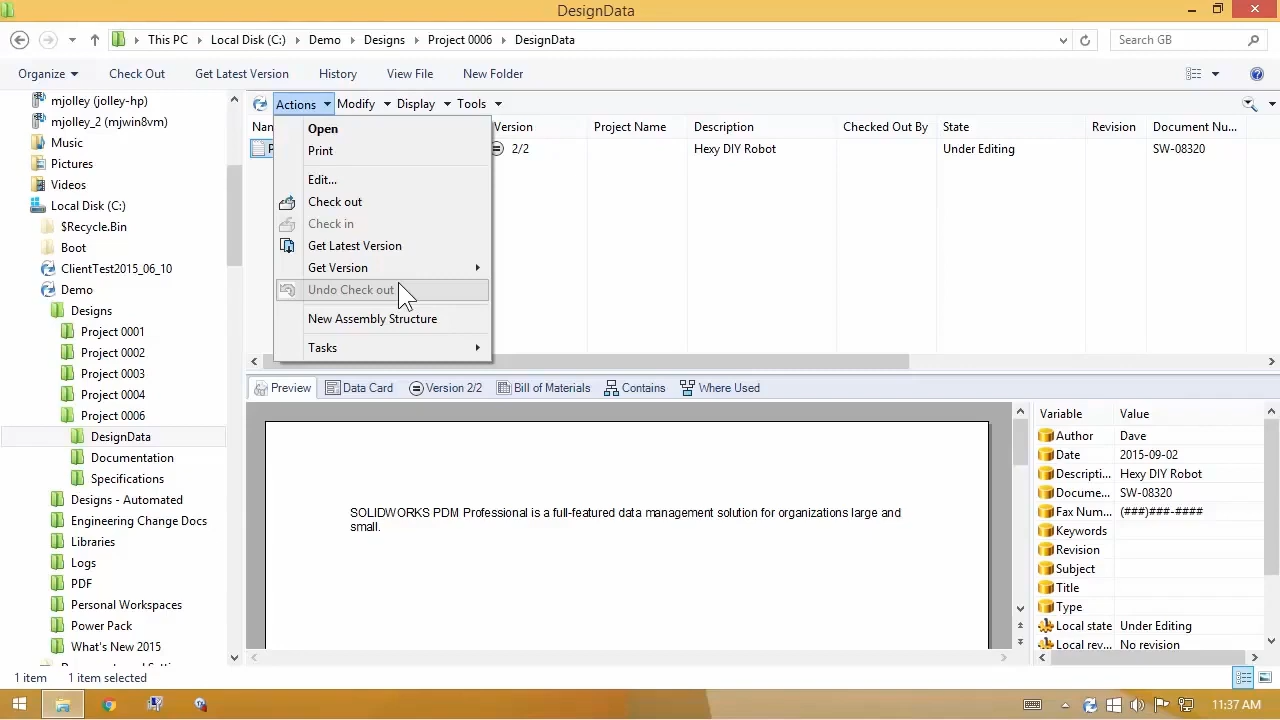 DesignData
This PC Local Disk (C:) Demo Designs Project 0006 DesignData
Search GB
Organize Check Out Get Latest Version History View File New Folder
mjolley (jolley-hp)
mjolley_2 (mjwin8vm)
Music
Pictures
Videos
Local Disk (C:)
$Recycle.Bin
Boot
ClientTest2015_06_10
Demo
Designs
Project 0001
Project 0002
Project 0003
Project 0004
Project 0006
DesignData
Documentation
Specifications
Designs - Automated
Engineering Change Docs
Libraries
Logs
PDF
Personal Workspaces
Power Pack
What's New 2015
Actions Modify Display Tools
Version Project Name Description Checked Out By State Revision Document Nu...
2/2 Hexy DIY Robot Under Editing SW-08320
Open
Print
Edit...
Check out
Check in
Get Latest Version
Get Version
Undo Check out
New Assembly Structure
Tasks
Preview Data Card Version 2/2 Bill of Materials Contains Where Used
SOLIDWORKS PDM Professional is a full-featured data management solution for organizations large and
small.
Variable Value
Author Dave
Date 2015-09-02
Descripti... Hexy DIY Robot
Docume... SW-08320
Fax Num... (###)###-####
Keywords
Revision
Subject
Title
Type
Local state Under Editing
Local rev... No revision
1 item 1 item selected
11:37 AM